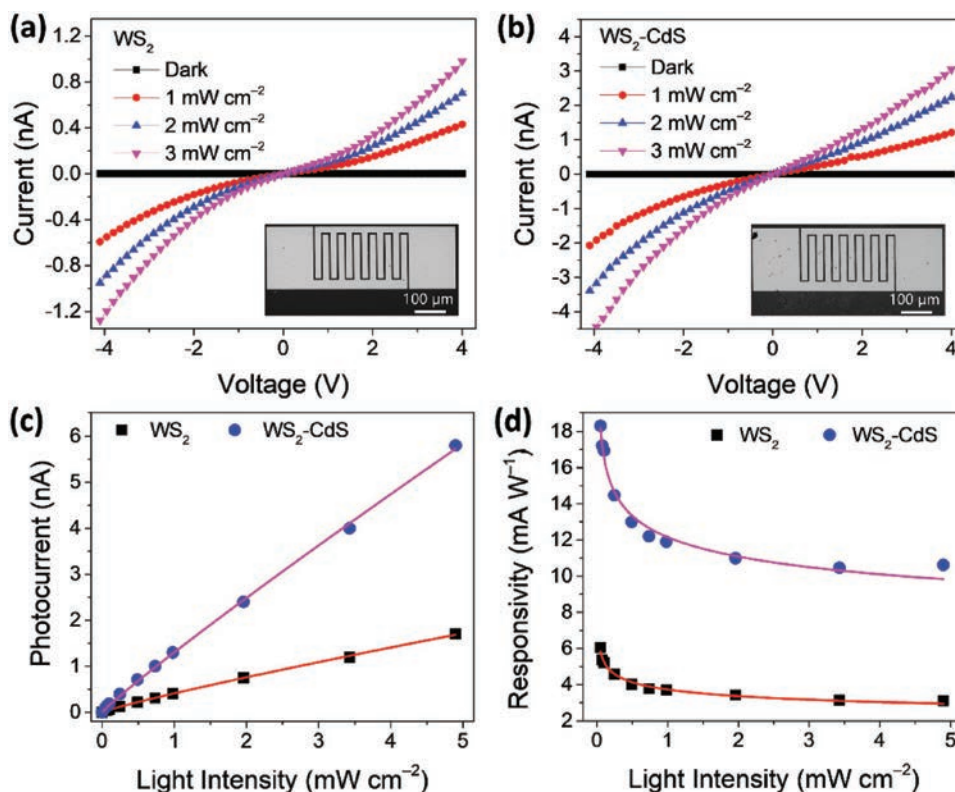 (a)
WS₂
Dark
1 mW cm⁻²
2 mW cm⁻²
3 mW cm⁻²
1.2
0.8
0.4
0.0
-0.4
-0.8
-1.2
Current (nA)
100 µm
-4 -2 0 2 4
Voltage (V)
(b)
WS₂-CdS
Dark
1 mW cm⁻²
2 mW cm⁻²
3 mW cm⁻²
4
3
2
1
0
-1
-2
-3
-4
Current (nA)
100 µm
-4 -2 0 2 4
Voltage (V)
(c)
WS₂ WS₂-CdS
6
5
4
3
2
1
0
Photocurrent (nA)
0 1 2 3 4 5
Light Intensity (mW cm⁻²)
(d)
WS₂ WS₂-CdS
18
16
14
12
10
8
6
4
2
Responsivity (mA W⁻¹)
0 1 2 3 4 5
Light Intensity (mW cm⁻²)